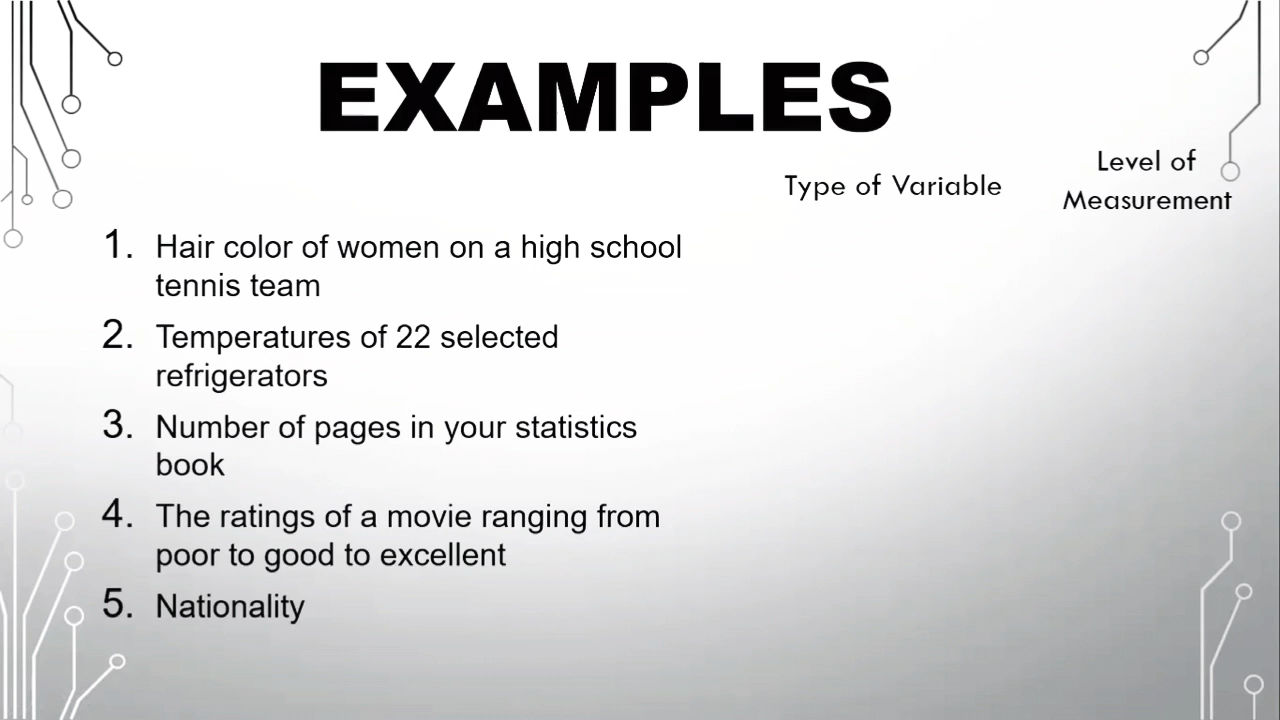 EXAMPLES
Type of Variable
Level of
Measurement
1. Hair color of women on a high school
tennis team
2. Temperatures of 22 selected
refrigerators
3. Number of pages in your statistics
book
4. The ratings of a movie ranging from
poor to good to excellent
5. Nationality